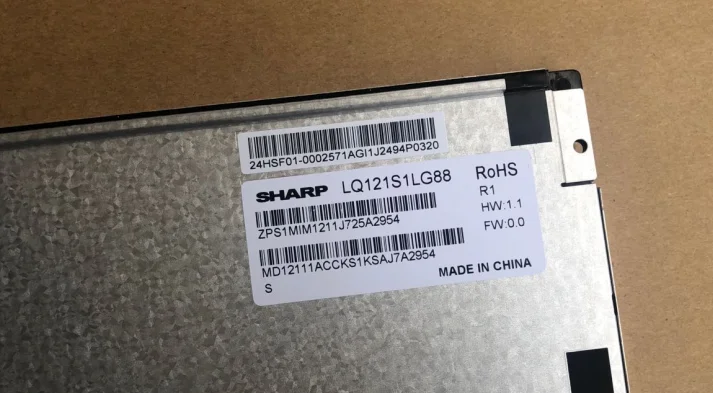 24HSF01-0002571AGI1J2494P0320
SHARP LQ121S1LG88 RoHS
R1
ZPS1MIM1211J725A2954
HW:1.1
FW:0.0
MD12111ACCKS1KSAJ7A2954
S
MADE IN CHINA